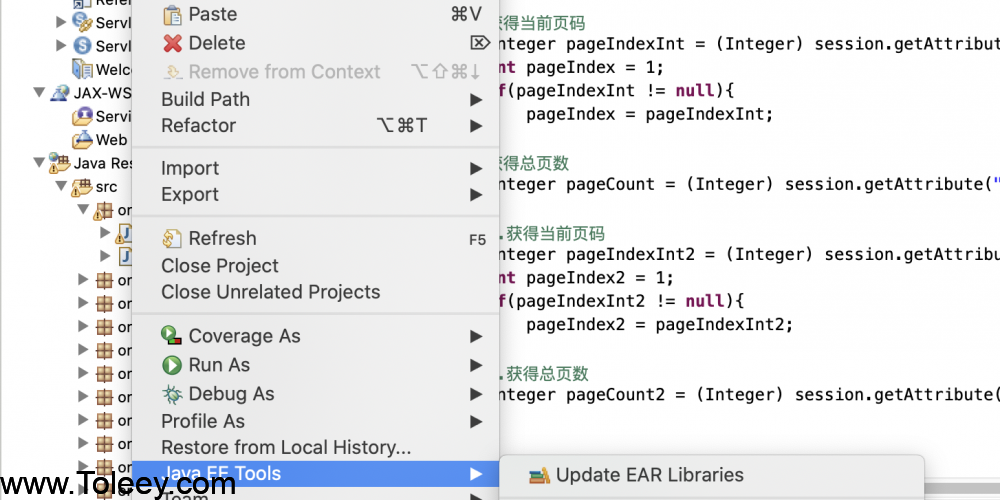 Refer
Servl
Servl
Welco
JAX-WS
Servi
Web
Java Res
src
or
J
J
or
or
or
or
or
or
or
or
or
Paste ⌘V
Delete ⌦
Remove from Context ⌥⇧⌘↓
Build Path
Refactor ⌥⌘T
Import
Export
Refresh F5
Close Project
Close Unrelated Projects
Coverage As
Run As
Debug As
Profile As
Restore from Local History...
Java EE Tools
Team
Update EAR Libraries
获得当前页码
nteger pageIndexInt = (Integer) session.getAttribut
nt pageIndex = 1;
f(pageIndexInt != null){
pageIndex = pageIndexInt;
获得总页数
nteger pageCount = (Integer) session.getAttribute("
.获得当前页码
nteger pageIndexInt2 = (Integer) session.getAttribu
nt pageIndex2 = 1;
f(pageIndexInt2 != null){
pageIndex2 = pageIndexInt2;
.获得总页数
nteger pageCount2 = (Integer) session.getAttribute(
www.Toleey.com